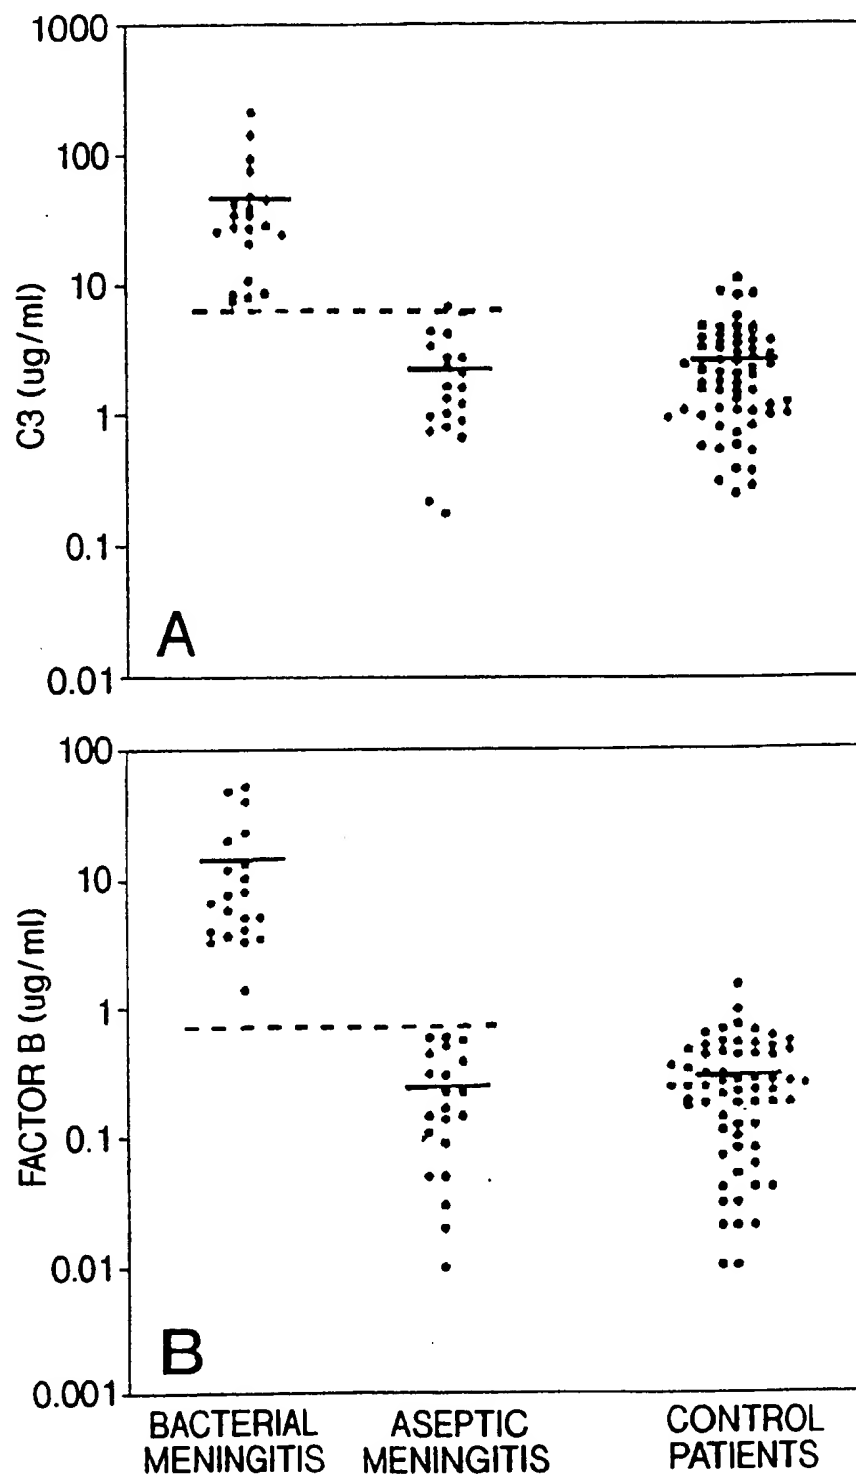 1000
100
10
1
0.1
0.01
C3 (ug/ml)
A
100
10
1
0.1
0.01
0.001
FACTOR B (ug/ml)
B
BACTERIAL
MENINGITIS
ASEPTIC
MENINGITIS
CONTROL
PATIENTS